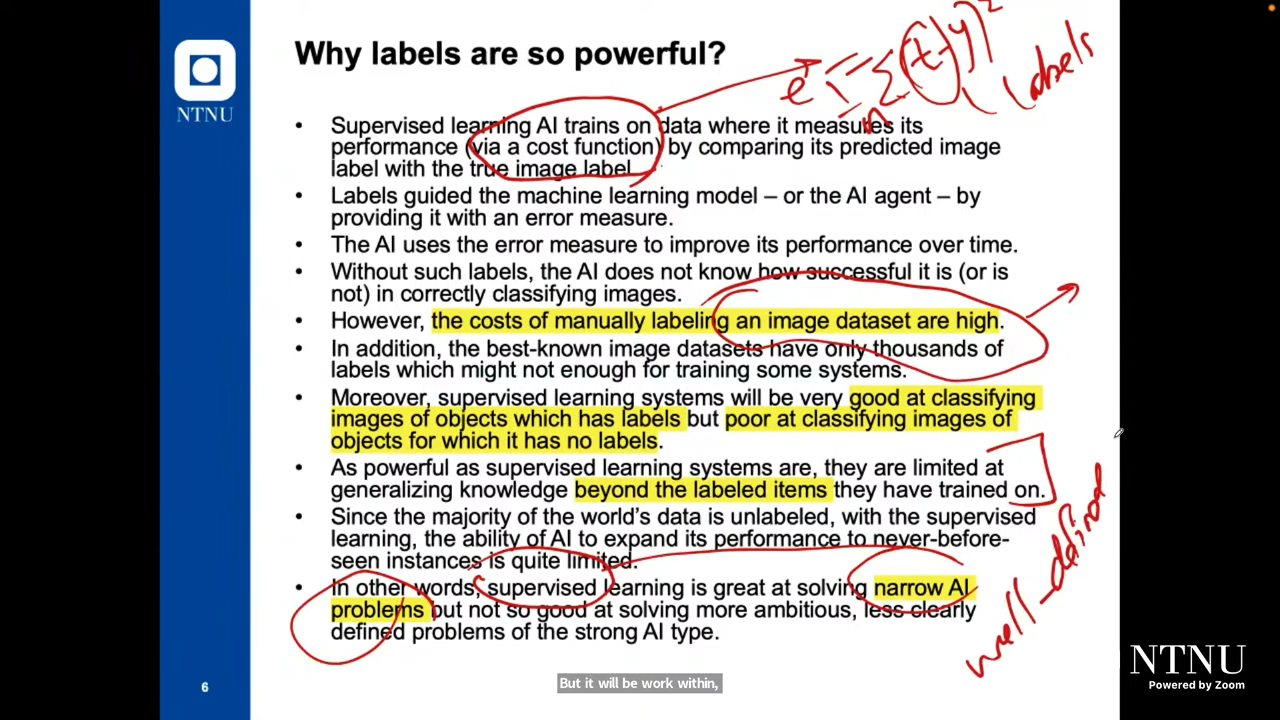 Why labels are so powerful?
e = 1/n Σ (t-y)²
labels
NTNU
• Supervised learning AI trains on data where it measures its
performance (via a cost function) by comparing its predicted image
label with the true image label.
• Labels guided the machine learning model – or the AI agent – by
providing it with an error measure.
• The AI uses the error measure to improve its performance over time.
• Without such labels, the AI does not know how successful it is (or is
not) in correctly classifying images.
• However, the costs of manually labeling an image dataset are high.
• In addition, the best-known image datasets have only thousands of
labels which might not enough for training some systems.
• Moreover, supervised learning systems will be very good at classifying
images of objects which has labels but poor at classifying images of
objects for which it has no labels.
• As powerful as supervised learning systems are, they are limited at
generalizing knowledge beyond the labeled items they have trained on.
• Since the majority of the world's data is unlabeled, with the supervised
learning, the ability of AI to expand its performance to never-before-
seen instances is quite limited.
• In other words, supervised learning is great at solving narrow AI
problems but not so good at solving more ambitious, less clearly
defined problems of the strong AI type.
well-defined
6
But it will be work within,
NTNU
Powered by Zoom